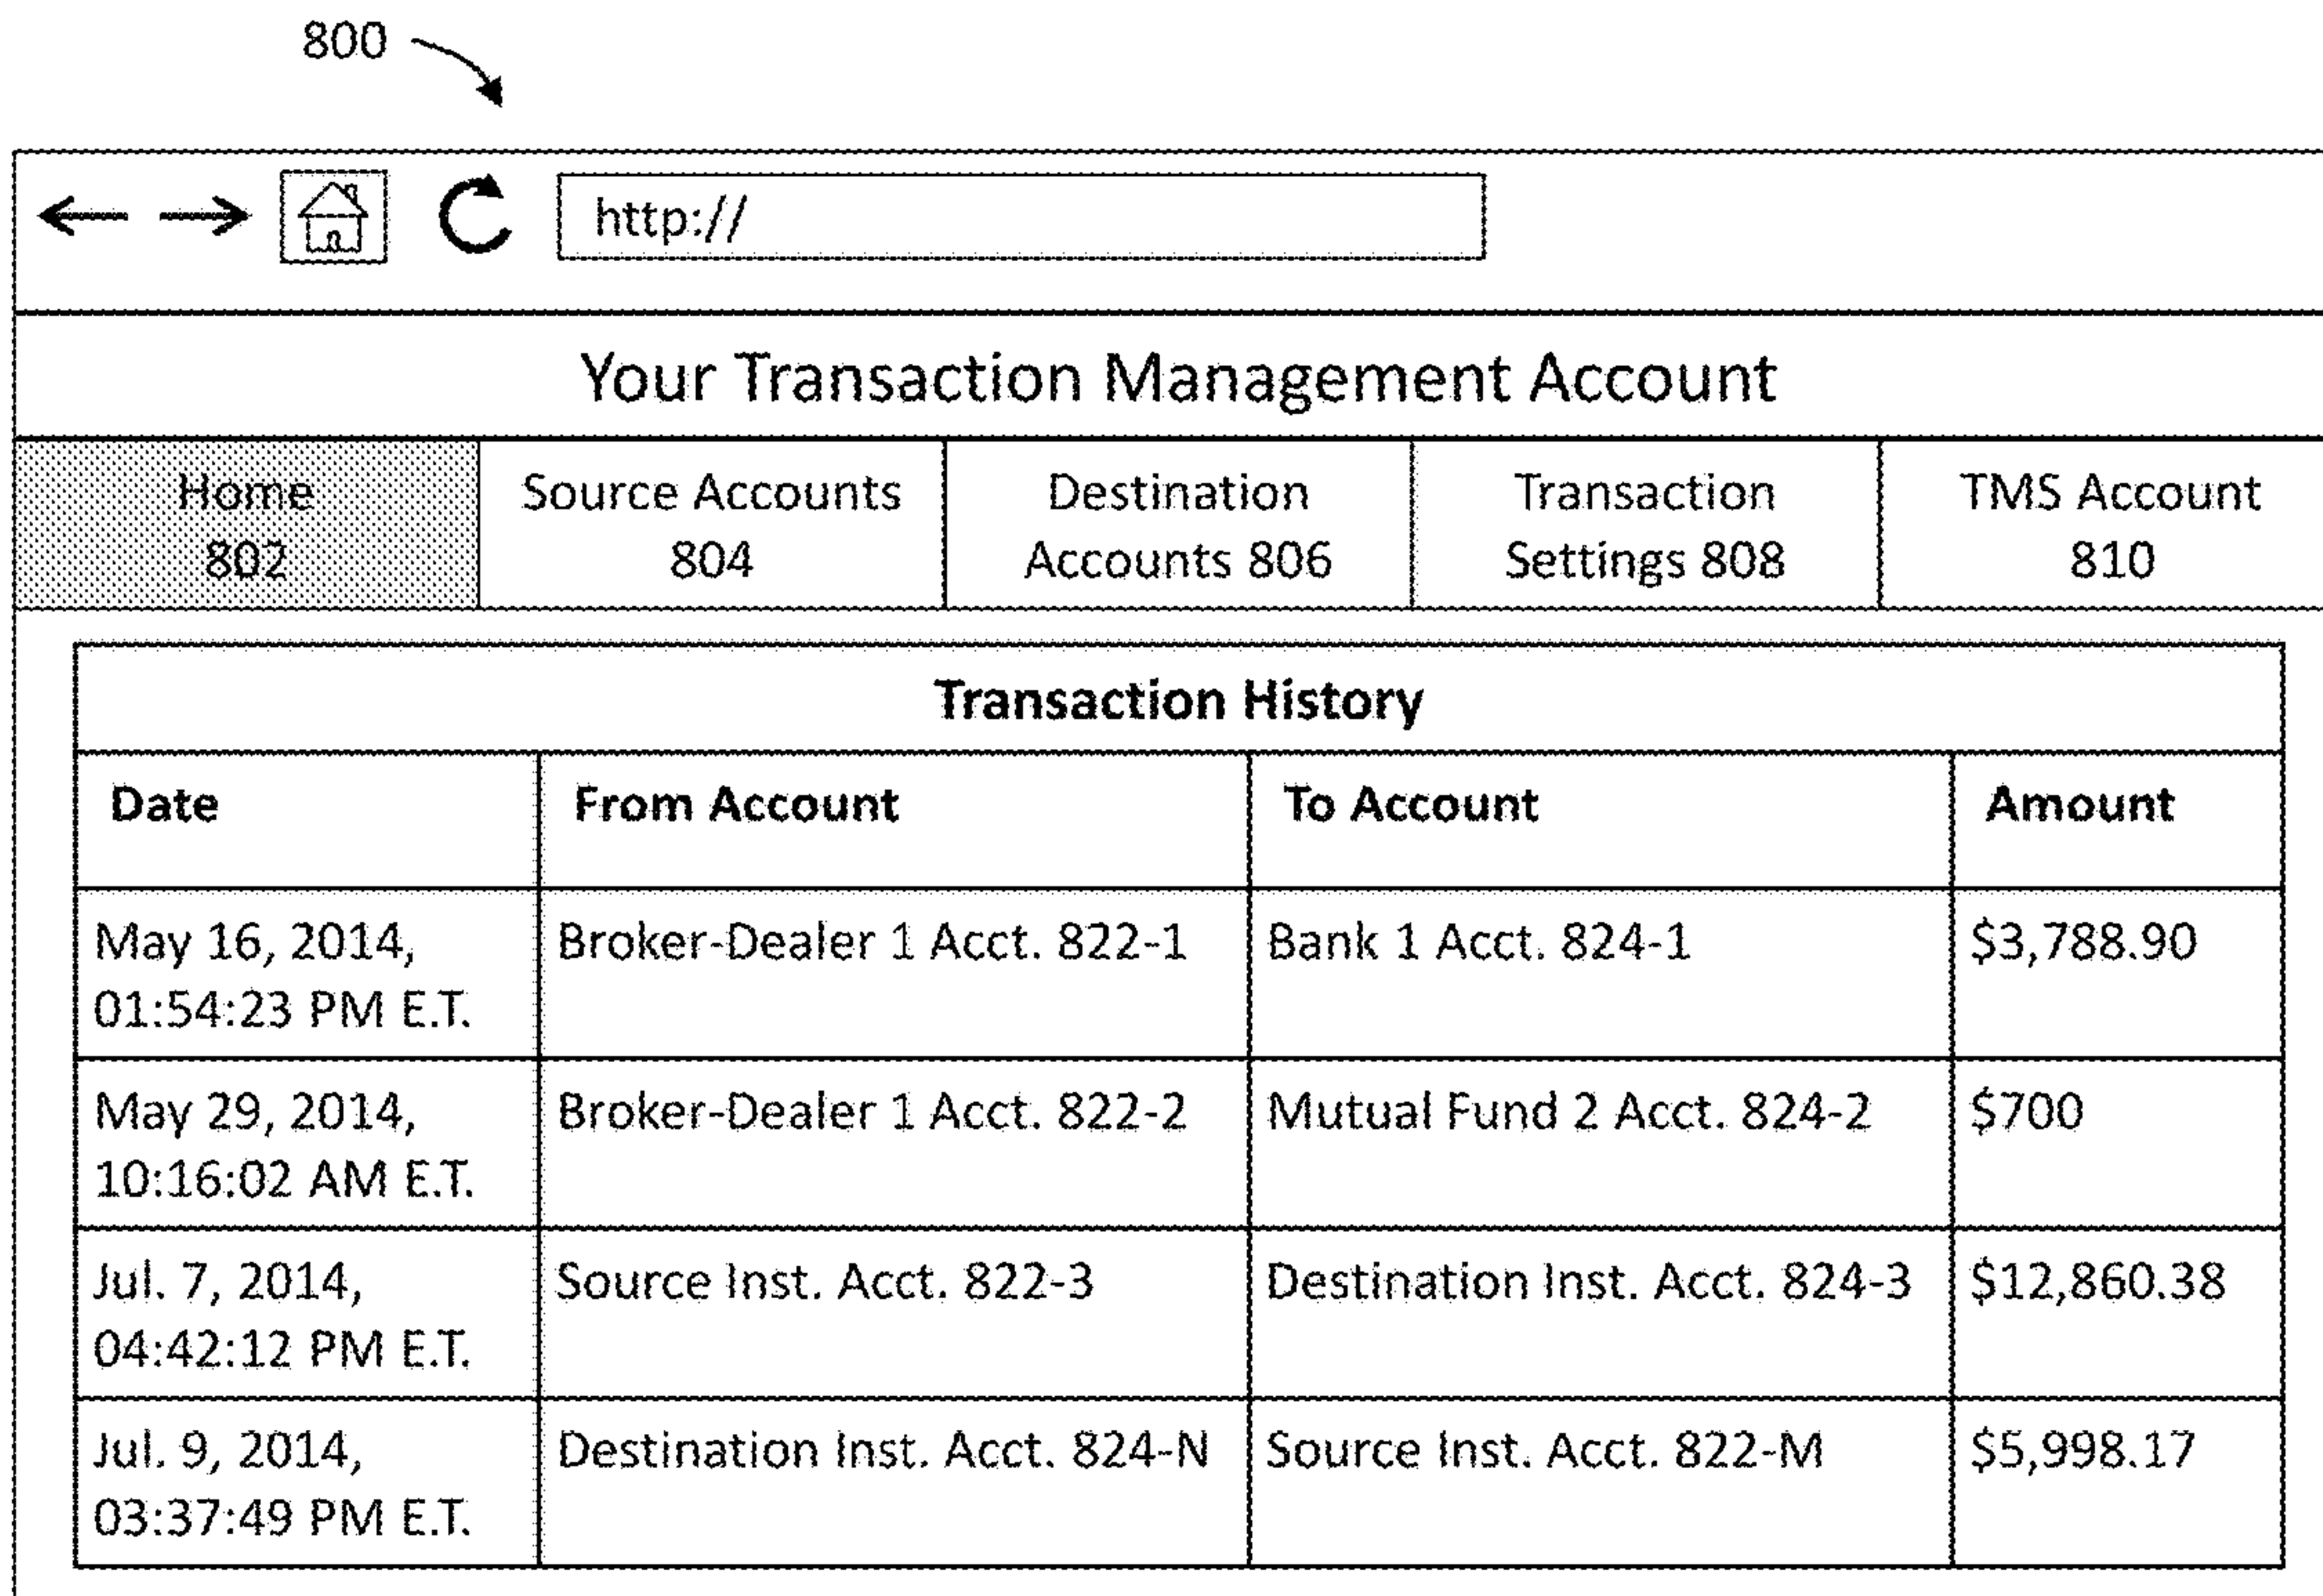 800
http://
Your Transaction Management Account
Home
802
Source Accounts
804
Destination
Accounts 806
Transaction
Settings 808
TMS Account
810
Transaction History
Date
From Account
To Account
Amount
May 16, 2014,
01:54:23 PM E.T.
Broker-Dealer 1 Acct. 822-1
Bank 1 Acct. 824-1
$3,788.90
May 29, 2014,
10:16:02 AM E.T.
Broker-Dealer 1 Acct. 822-2
Mutual Fund 2 Acct. 824-2
$700
Jul. 7, 2014,
04:42:12 PM E.T.
Source Inst. Acct. 822-3
Destination Inst. Acct. 824-3
$12,860.38
Jul. 9, 2014,
03:37:49 PM E.T.
Destination Inst. Acct. 824-N
Source Inst. Acct. 822-M
$5,998.17